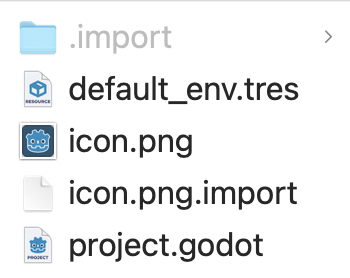 .import
default_env.tres
RESOURCE
icon.png
icon.png.import
project.godot
PROJECT